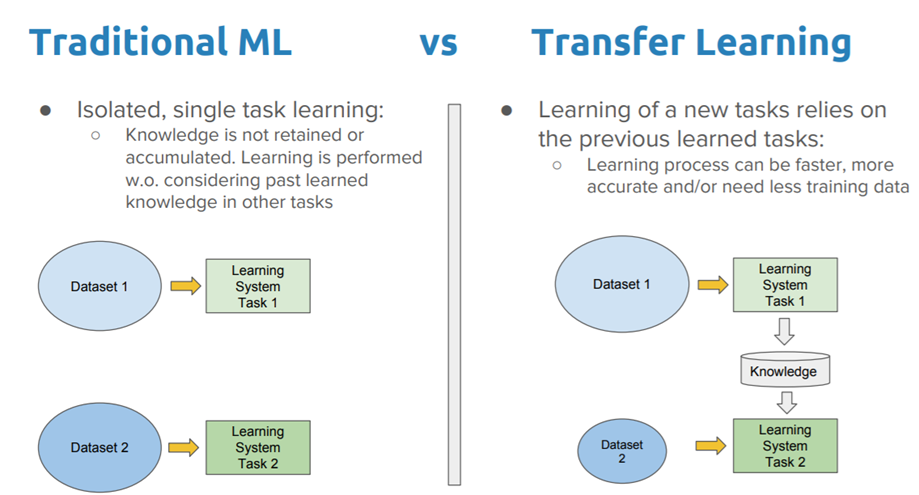 Traditional ML vs Transfer Learning
● Isolated, single task learning:
○ Knowledge is not retained or
accumulated. Learning is performed
w.o. considering past learned
knowledge in other tasks
Dataset 1
Learning
System
Task 1
Dataset 2
Learning
System
Task 2
● Learning of a new tasks relies on
the previous learned tasks:
○ Learning process can be faster, more
accurate and/or need less training data
Dataset 1
Learning
System
Task 1
Knowledge
Dataset
2
Learning
System
Task 2